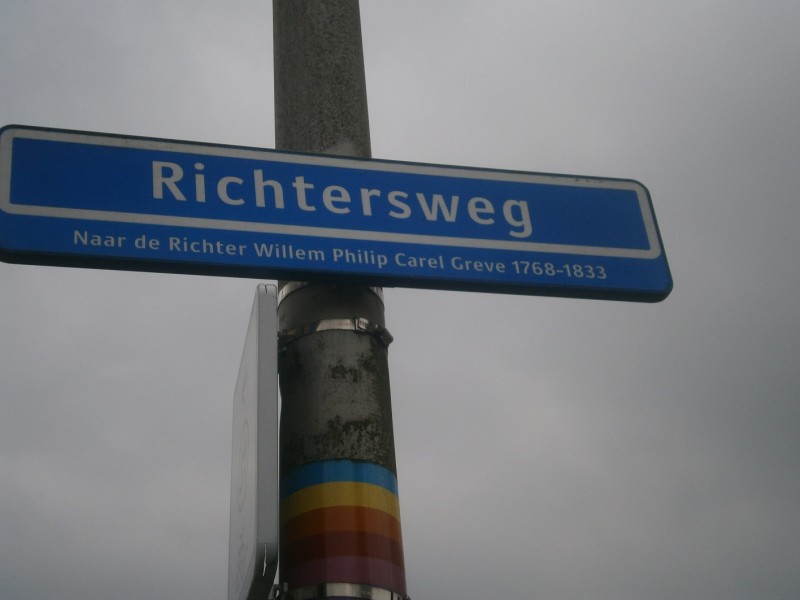 Richtersweg
Naar de Richter Willem Philip Carel Greve 1768-1833